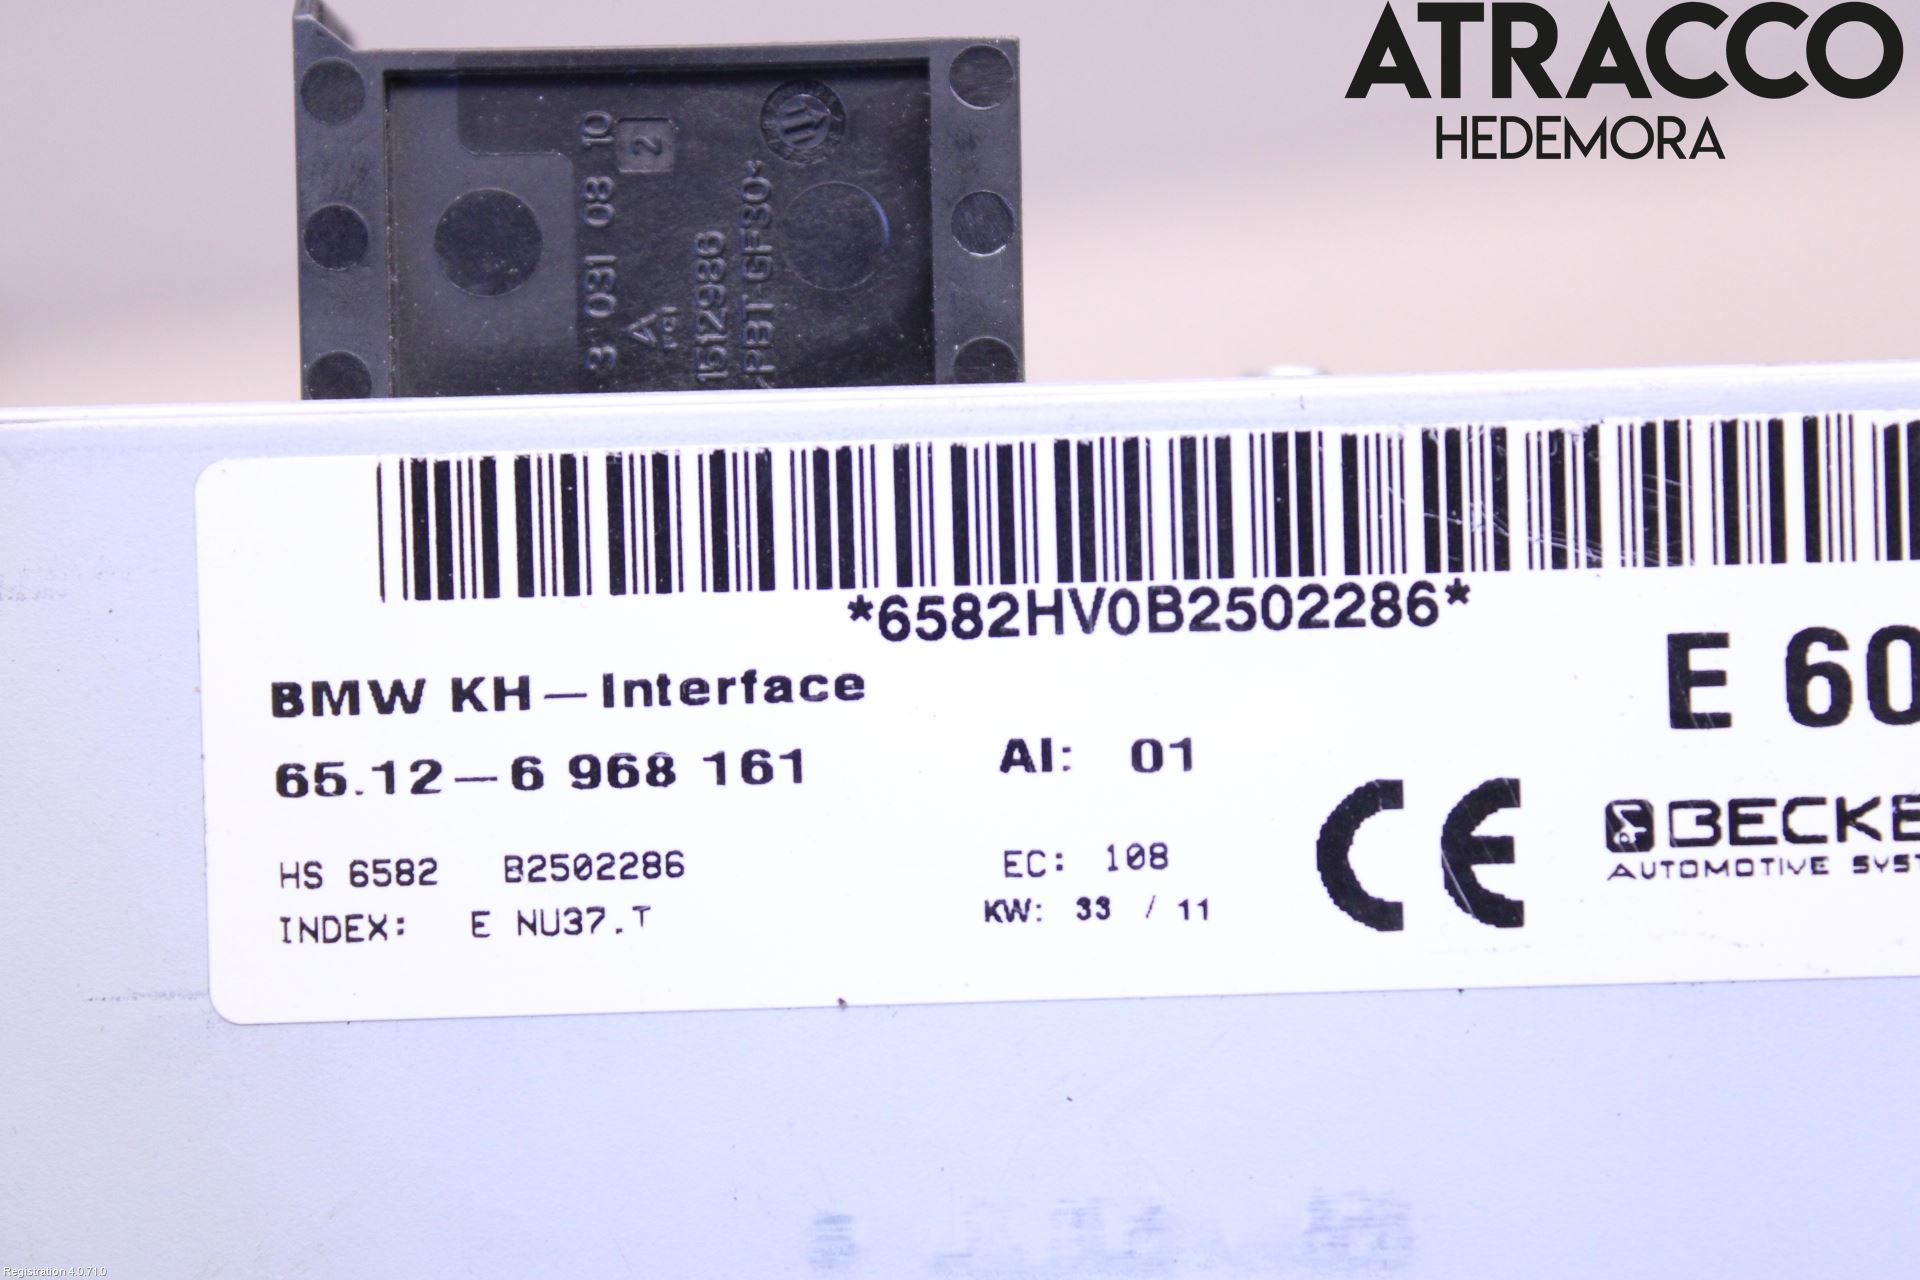 ATRACCO
HEDEMORA
3 031 08 10
2
1512986
>PBT-GF30<
*6582HV0B2502286*
BMW KH-Interface
E 60
65.12-6 968 161
AI: 01
HS 6582 B2502286
EC: 108
BECKE
AUTOMOTIVE SYST
INDEX: E NU37.T
KW: 33 / 11
CE
Registration 4.0.71.0